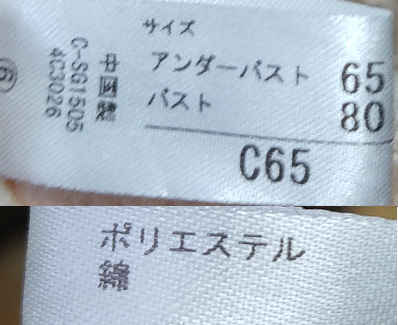 サイズ
アンダーバスト 65
バスト 80
C65
中国製
C-SG1505
4C3026
6
ポリエステル
綿